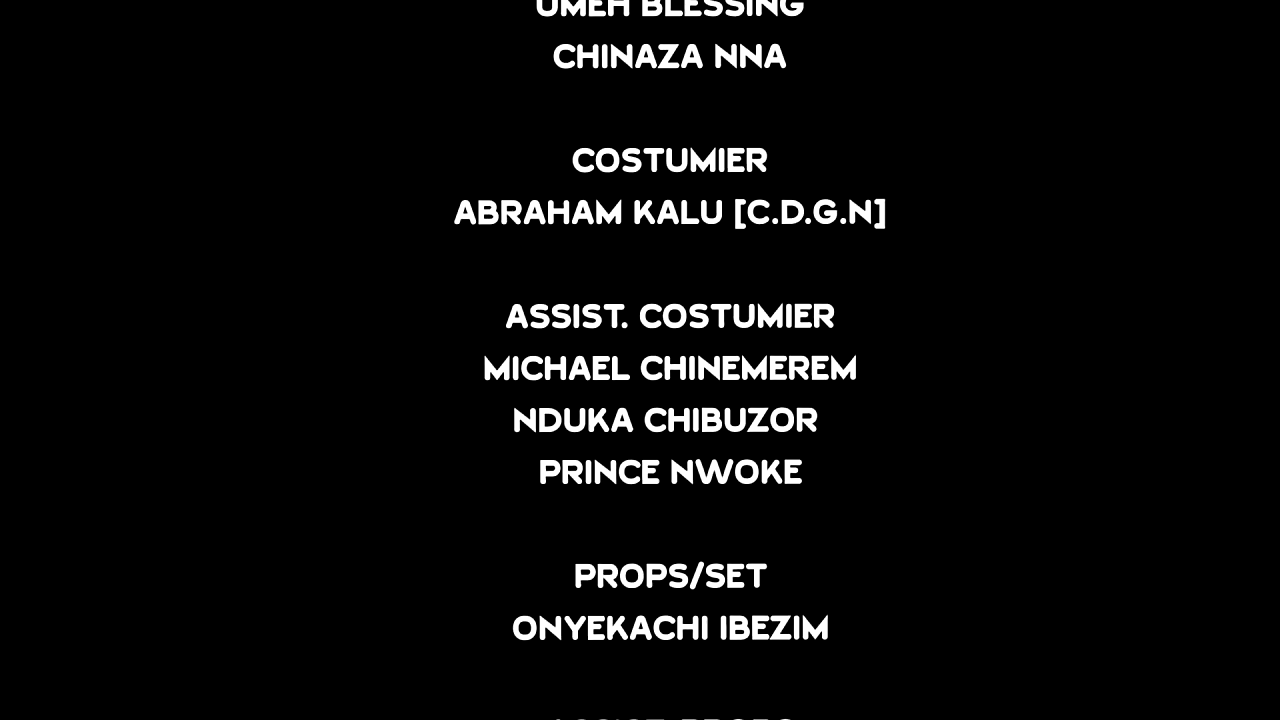 UMEH BLESSING
CHINAZA NNA
COSTUMIER
ABRAHAM KALU [C.D.G.N]
ASSIST. COSTUMIER
MICHAEL CHINEMEREM
NDUKA CHIBUZOR
PRINCE NWOKE
PROPS/SET
ONYEKACHI IBEZIM